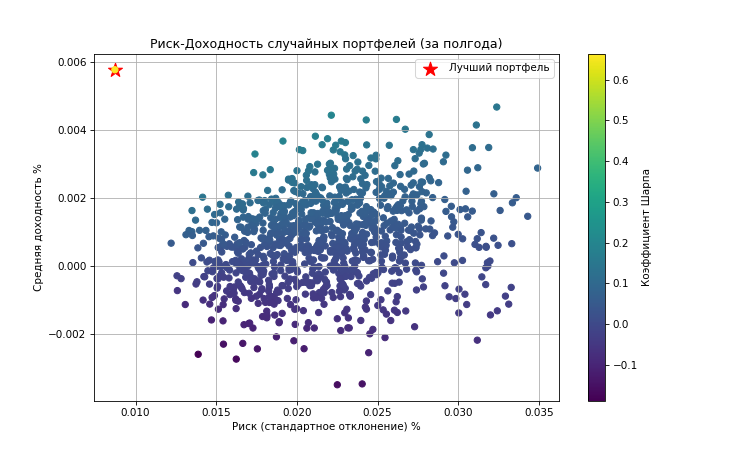 Риск-Доходность случайных портфелей (за полгода)
Лучший портфель
Средняя доходность %
0.006
0.004
0.002
0.000
−0.002
0.010 0.015 0.020 0.025 0.030 0.035
Риск (стандартное отклонение) %
0.6
0.5
0.4
0.3
0.2
0.1
0.0
−0.1
Коэффициент Шарпа